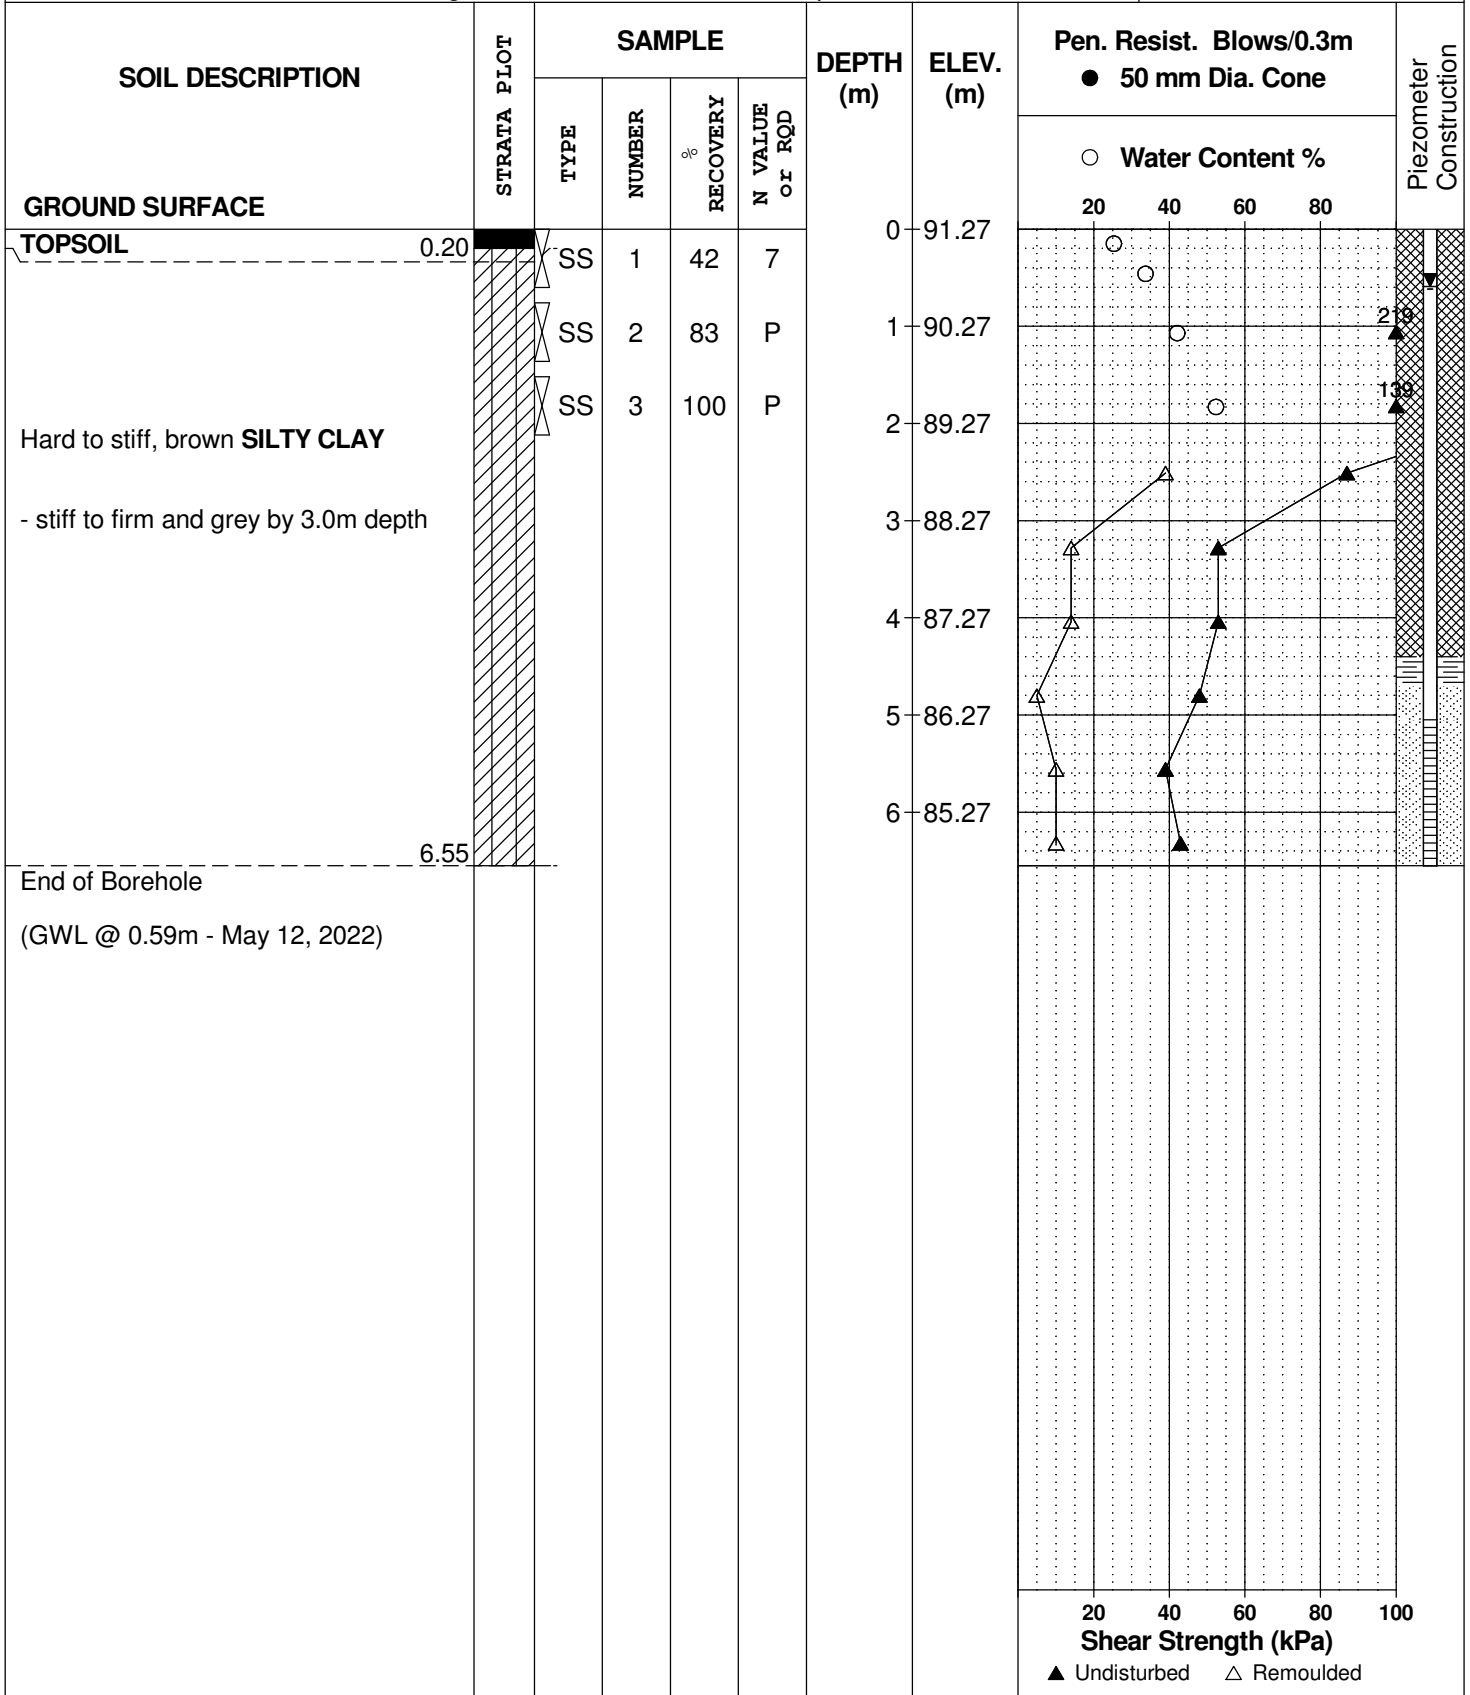 SOIL DESCRIPTION
GROUND SURFACE
STRATA PLOT
SAMPLE
TYPE
NUMBER
% RECOVERY
N VALUE
or RQD
DEPTH
(m)
ELEV.
(m)
Pen. Resist. Blows/0.3m
● 50 mm Dia. Cone
○ Water Content %
20 40 60 80
Piezometer
Construction
TOPSOIL 0.20
SS 1 42 7
SS 2 83 P
SS 3 100 P
0 91.27
1 90.27
2 89.27
3 88.27
4 87.27
5 86.27
6 85.27
219
139
Hard to stiff, brown SILTY CLAY
- stiff to firm and grey by 3.0m depth
6.55
End of Borehole
(GWL @ 0.59m - May 12, 2022)
20 40 60 80 100
Shear Strength (kPa)
▲ Undisturbed △ Remoulded